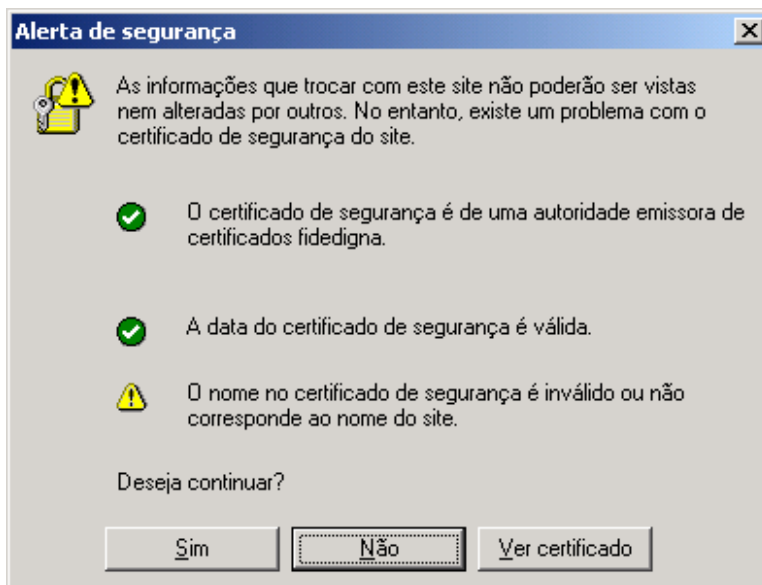 Alerta de segurança
As informações que trocar com este site não poderão ser vistas
nem alteradas por outros. No entanto, existe um problema com o
certificado de segurança do site.
O certificado de segurança é de uma autoridade emissora de
certificados fidedigna.
A data do certificado de segurança é válida.
O nome no certificado de segurança é inválido ou não
corresponde ao nome do site.
Deseja continuar?
Sim
Não
Ver certificado